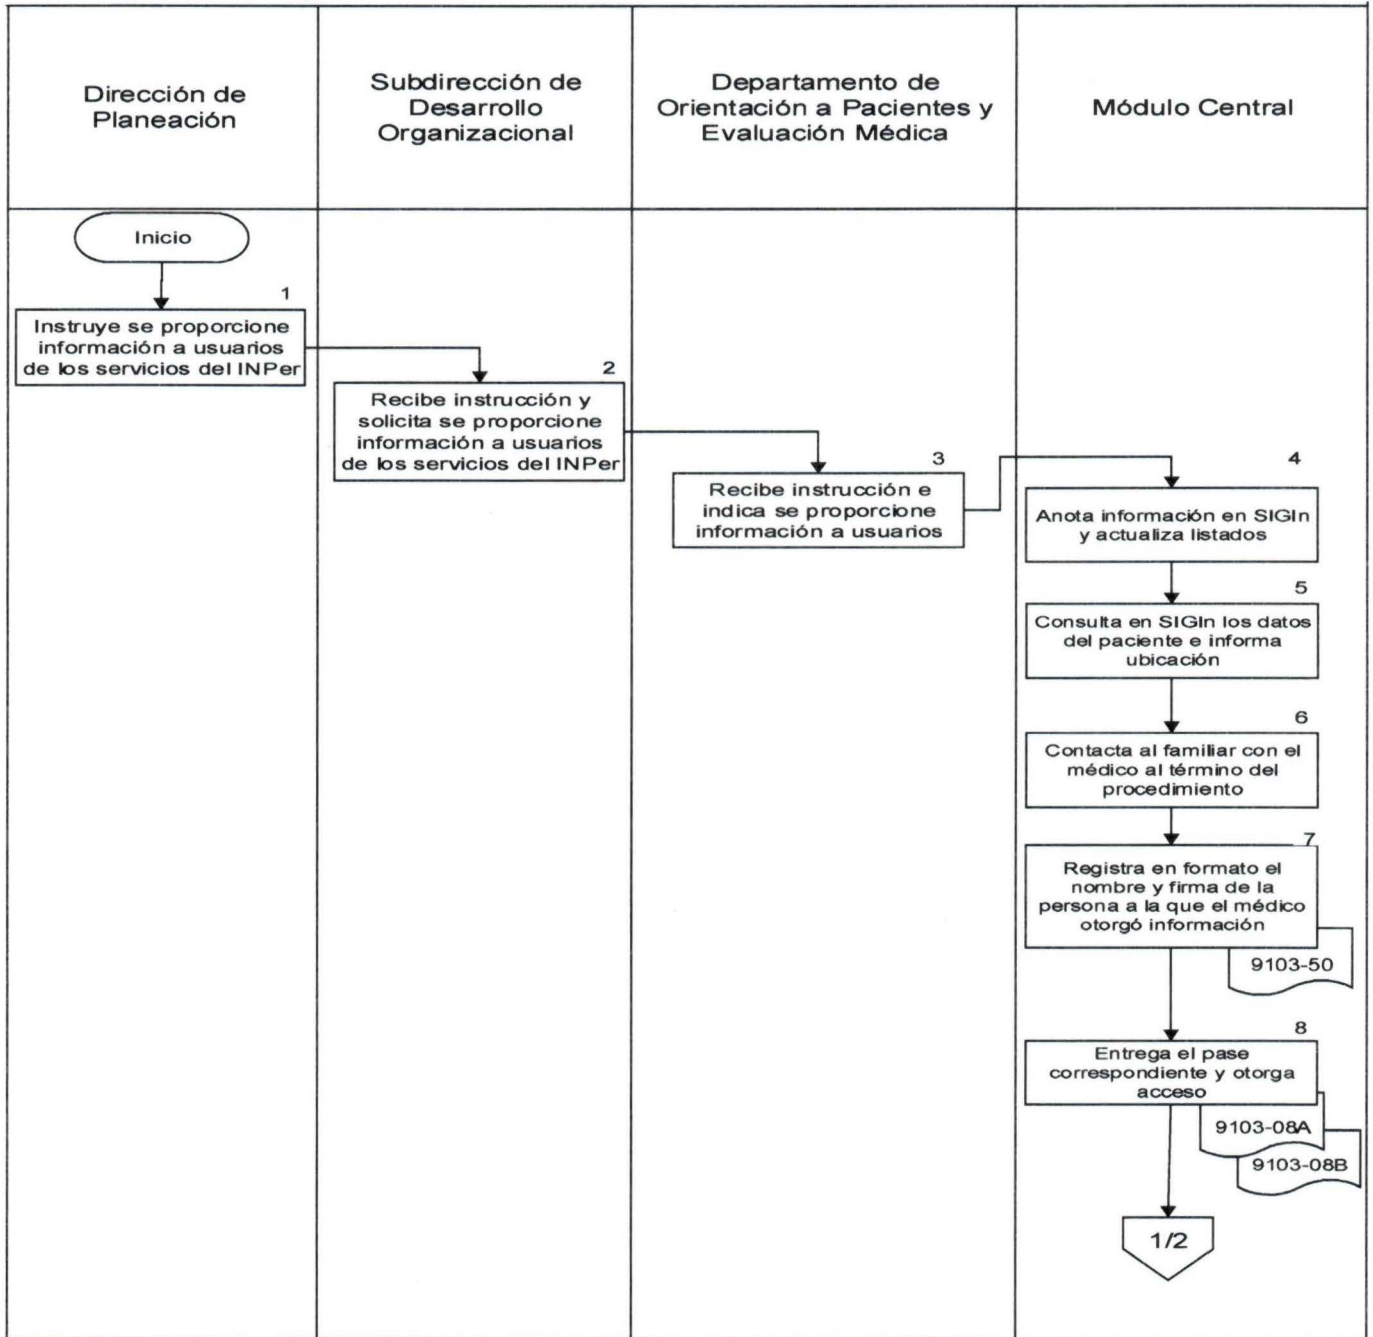 Dirección de
Planeación
Subdirección de
Desarrollo
Organizacional
Departamento de
Orientación a Pacientes y
Evaluación Médica
Módulo Central
Inicio
1
Instruye se proporcione
información a usuarios
de los servicios del INPer
2
Recibe instrucción y
solicita se proporcione
información a usuarios
de los servicios del INPer
3
Recibe instrucción e
indica se proporcione
información a usuarios
4
Anota información en SIGIn
y actualiza listados
5
Consulta en SIGIn los datos
del paciente e informa
ubicación
6
Contacta al familiar con el
médico al término del
procedimiento
7
Registra en formato el
nombre y firma de la
persona a la que el médico
otorgó información
9103-50
8
Entrega el pase
correspondiente y otorga
acceso
9103-08A
9103-08B
1/2